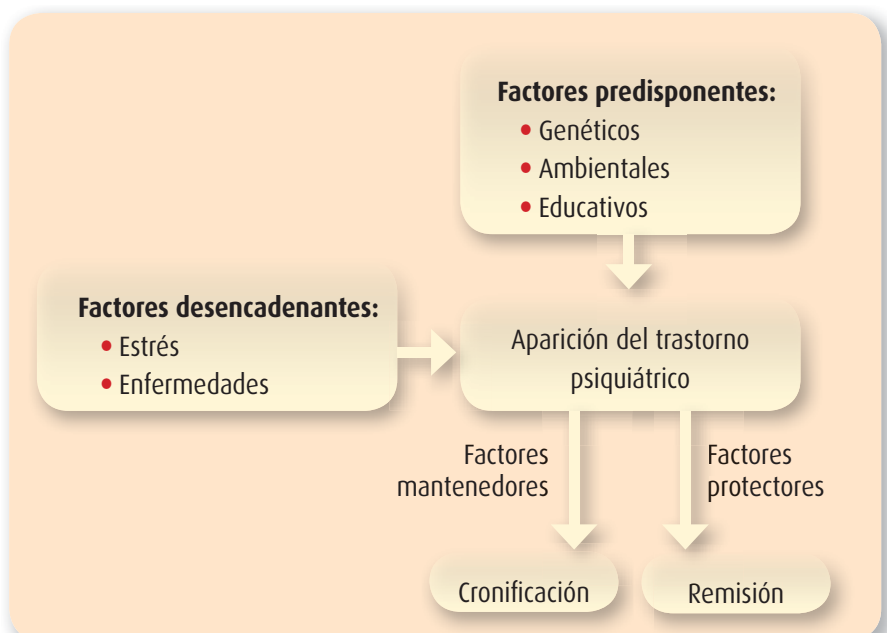 Factores predisponentes:
• Genéticos
• Ambientales
• Educativos
Factores desencadenantes:
• Estrés
• Enfermedades
Aparición del trastorno
psiquiátrico
Factores
mantenedores
Factores
protectores
Cronificación
Remisión